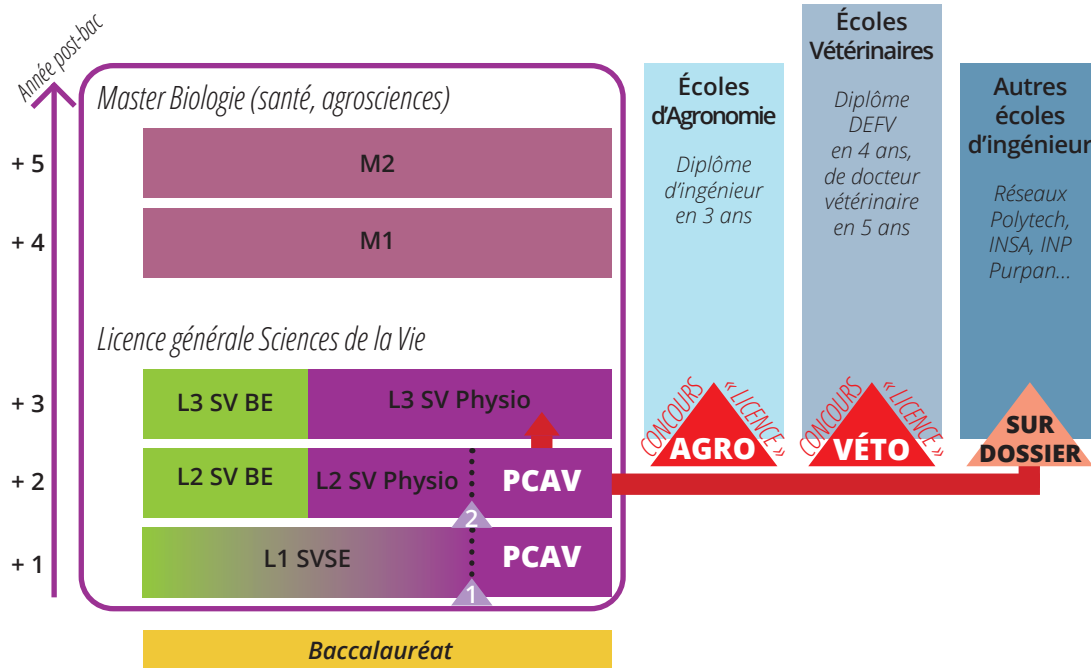 Année post-bac
Master Biologie (santé, agrosciences)
+ 5
M2
+ 4
M1
Licence générale Sciences de la Vie
+ 3
L3 SV BE
L3 SV Physio
+ 2
L2 SV BE
L2 SV Physio
PCAV
2
+ 1
L1 SVSE
PCAV
1
Baccalauréat
Écoles
d'Agronomie
Diplôme
d'ingénieur
en 3 ans
CONCOURS
« LICENCE »
AGRO
Écoles
Vétérinaires
Diplôme
DEFV
en 4 ans,
de docteur
vétérinaire
en 5 ans
CONCOURS
« LICENCE »
VÉTO
Autres
écoles
d'ingénieur
Réseaux
Polytech,
INSA, INP
Purpan...
SUR
DOSSIER